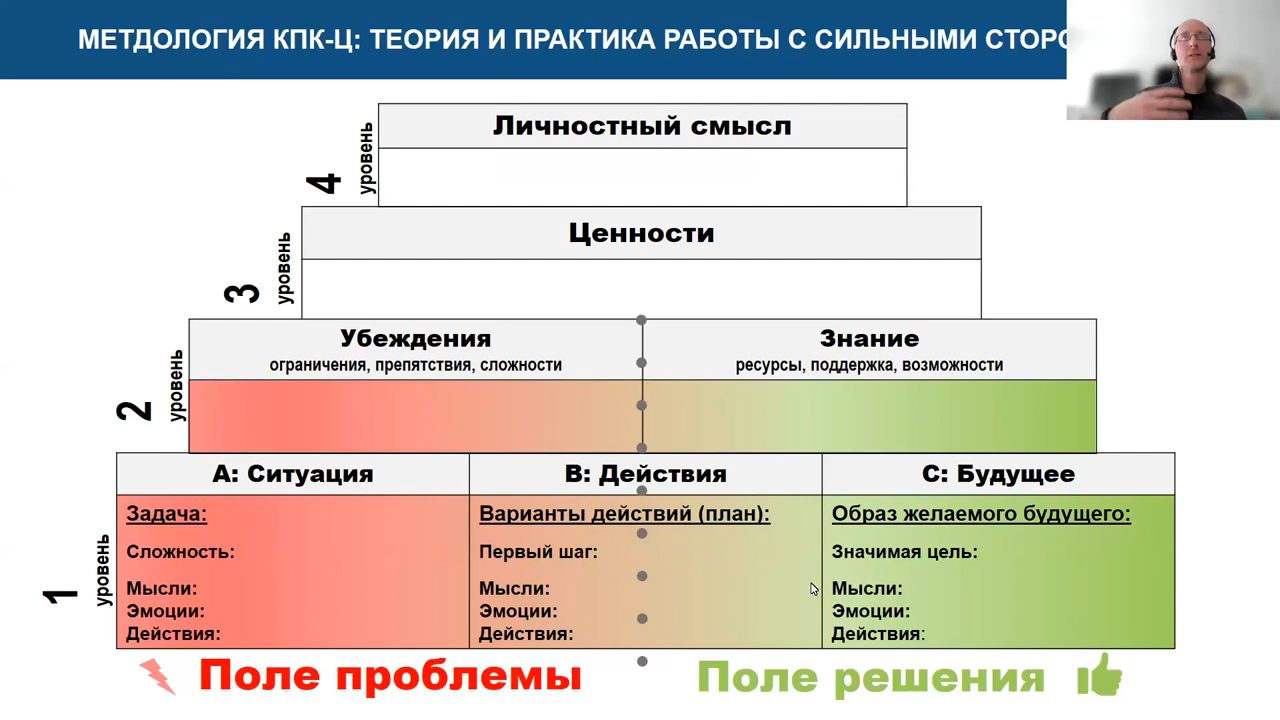 МЕТДОЛОГИЯ КПК-Ц: ТЕОРИЯ И ПРАКТИКА РАБОТЫ С СИЛЬНЫМИ
Личностный смысл
4 уровень
Ценности
3 уровень
Убеждения
ограничения, препятствия, сложности
Знание
ресурсы, поддержка, возможности
2 уровень
А: Ситуация
В: Действия
С: Будущее
1 уровень
Задача:
Сложность:
Мысли:
Эмоции:
Действия:
Варианты действий (план):
Первый шаг:
Мысли:
Эмоции:
Действия:
Образ желаемого будущего:
Значимая цель:
Мысли:
Эмоции:
Действия:
Поле проблемы
Поле решения